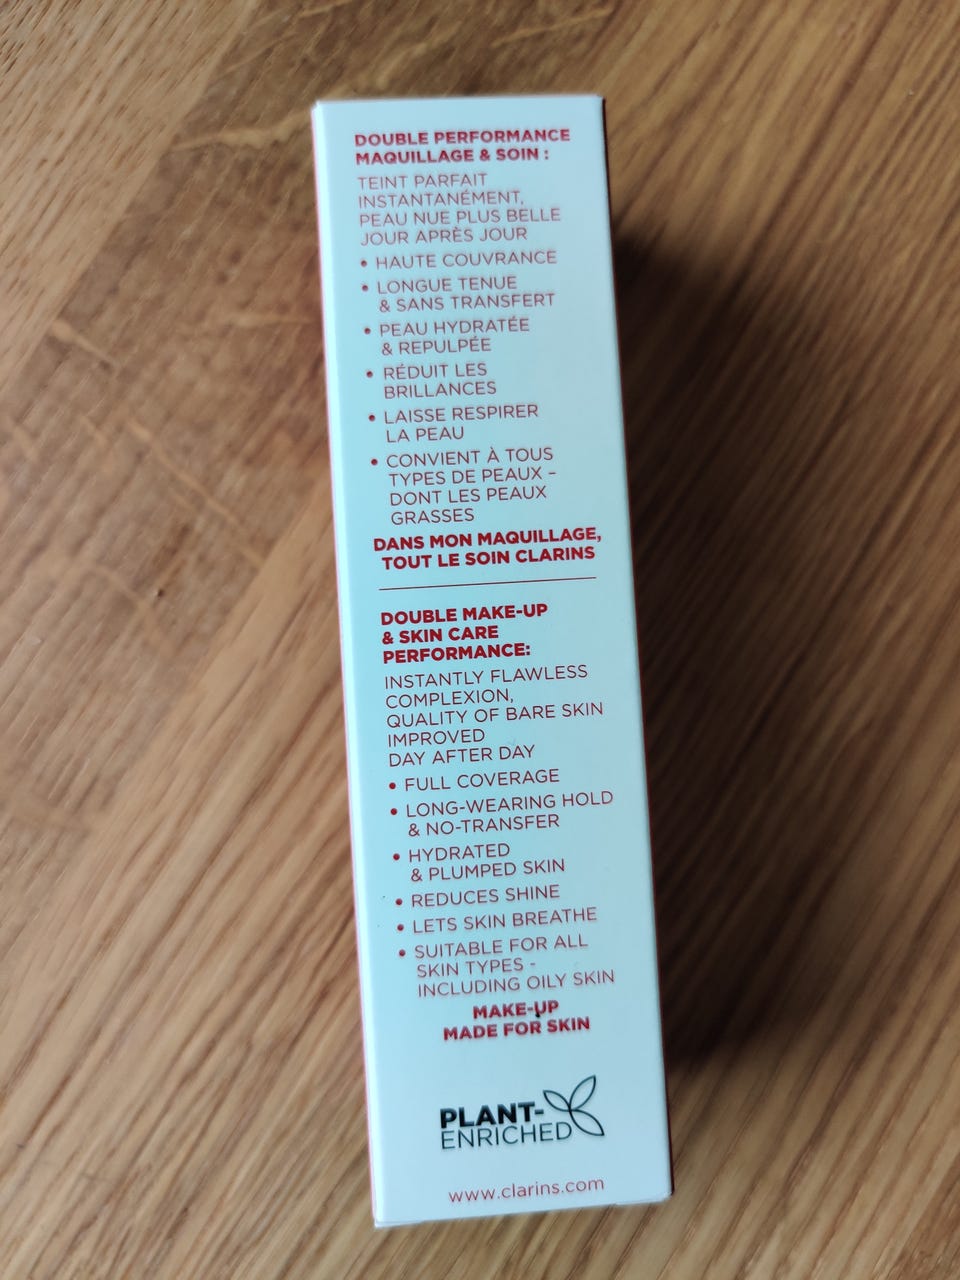 DOUBLE PERFORMANCE
MAQUILLAGE & SOIN :
TEINT PARFAIT
INSTANTANÉMENT,
PEAU NUE PLUS BELLE
JOUR APRÈS JOUR
• HAUTE COUVRANCE
• LONGUE TENUE
& SANS TRANSFERT
• PEAU HYDRATÉE
& REPULPÉE
• RÉDUIT LES
BRILLANCES
• LAISSE RESPIRER
LA PEAU
• CONVIENT À TOUS
TYPES DE PEAUX –
DONT LES PEAUX
GRASSES
DANS MON MAQUILLAGE,
TOUT LE SOIN CLARINS
DOUBLE MAKE-UP
& SKIN CARE
PERFORMANCE:
INSTANTLY FLAWLESS
COMPLEXION,
QUALITY OF BARE SKIN
IMPROVED
DAY AFTER DAY
• FULL COVERAGE
• LONG-WEARING HOLD
& NO-TRANSFER
• HYDRATED
& PLUMPED SKIN
• REDUCES SHINE
• LETS SKIN BREATHE
• SUITABLE FOR ALL
SKIN TYPES -
INCLUDING OILY SKIN
MAKE-UP
MADE FOR SKIN
PLANT-
ENRICHED
www.clarins.com